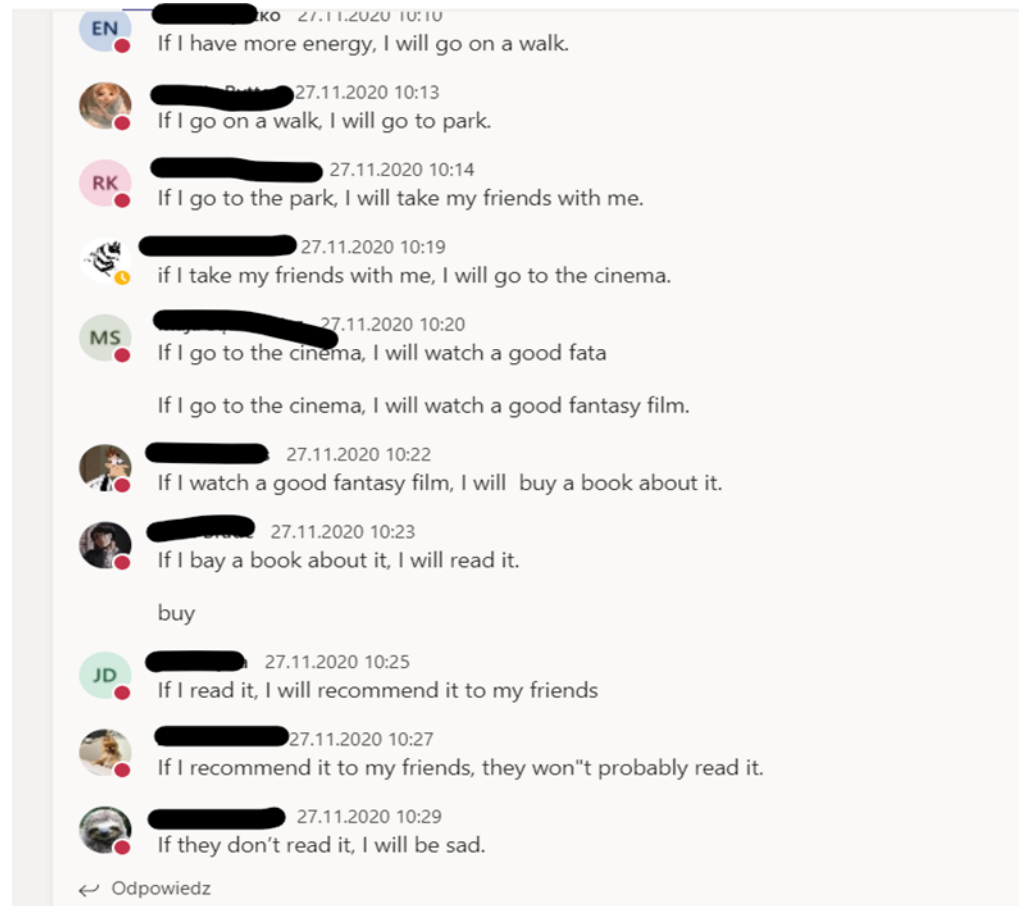 EN
27.11.2020 10:10
If I have more energy, I will go on a walk.
27.11.2020 10:13
If I go on a walk, I will go to park.
RK
27.11.2020 10:14
If I go to the park, I will take my friends with me.
27.11.2020 10:19
if I take my friends with me, I will go to the cinema.
MS
27.11.2020 10:20
If I go to the cinema, I will watch a good fata
If I go to the cinema, I will watch a good fantasy film.
27.11.2020 10:22
If I watch a good fantasy film, I will  buy a book about it.
27.11.2020 10:23
If I bay a book about it, I will read it.
buy
JD
27.11.2020 10:25
If I read it, I will recommend it to my friends
27.11.2020 10:27
If I recommend it to my friends, they won"t probably read it.
27.11.2020 10:29
If they don’t read it, I will be sad.
Odpowiedz